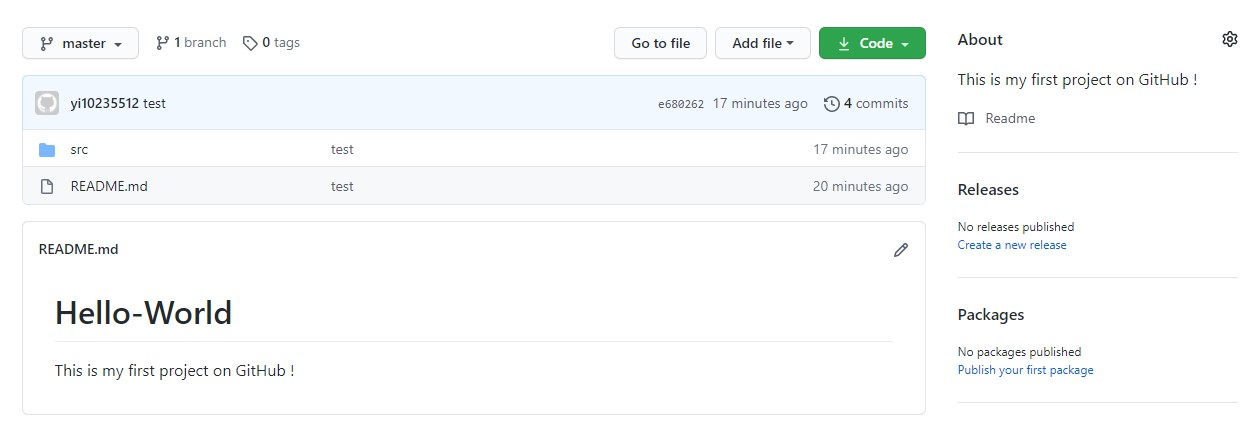 master 1 branch 0 tags Go to file Add file Code
yi10235512 test e680262 17 minutes ago 4 commits
src test 17 minutes ago
README.md test 20 minutes ago
README.md
Hello-World
This is my first project on GitHub !
About
This is my first project on GitHub !
Readme
Releases
No releases published
Create a new release
Packages
No packages published
Publish your first package